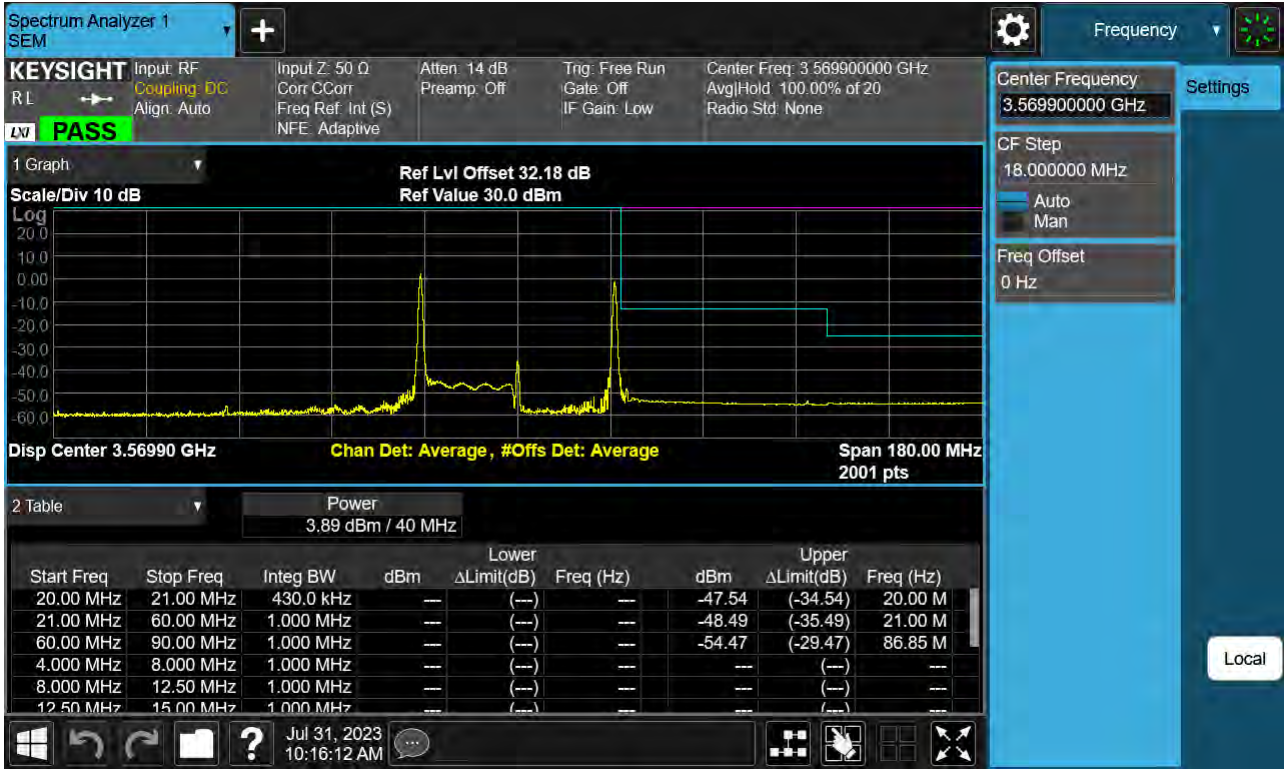 Spectrum Analyzer 1
SEM
+
Frequency
KEYSIGHT
RL
LXI PASS
Input: RF
Coupling: DC
Align: Auto
Input Z: 50 Ω
Corr CCorr
Freq Ref: Int (S)
NFE: Adaptive
Atten: 14 dB
Preamp: Off
Trig: Free Run
Gate: Off
IF Gain: Low
Center Freq: 3.569900000 GHz
Avg|Hold: 100.00% of 20
Radio Std: None
Center Frequency
3.569900000 GHz
Settings
CF Step
18.000000 MHz
Auto
Man
Freq Offset
0 Hz
Local
1 Graph
Scale/Div 10 dB
Ref Lvl Offset 32.18 dB
Ref Value 30.0 dBm
Log
20.0
10.0
0.00
-10.0
-20.0
-30.0
-40.0
-50.0
-60.0
Disp Center 3.56990 GHz
Chan Det: Average , #Offs Det: Average
Span 180.00 MHz
2001 pts
2 Table
Power
3.89 dBm / 40 MHz
Lower Upper
Start Freq Stop Freq Integ BW dBm ΔLimit(dB) Freq (Hz) dBm ΔLimit(dB) Freq (Hz)
20.00 MHz 21.00 MHz 430.0 kHz --- (---) --- -47.54 (-34.54) 20.00 M
21.00 MHz 60.00 MHz 1.000 MHz --- (---) --- -48.49 (-35.49) 21.00 M
60.00 MHz 90.00 MHz 1.000 MHz --- (---) --- -54.47 (-29.47) 86.85 M
4.000 MHz 8.000 MHz 1.000 MHz --- (---) --- --- (---) ---
8.000 MHz 12.50 MHz 1.000 MHz --- (---) --- --- (---) ---
12.50 MHz 15.00 MHz 1.000 MHz --- (---) --- --- (---) ---
?
Jul 31, 2023
10:16:12 AM